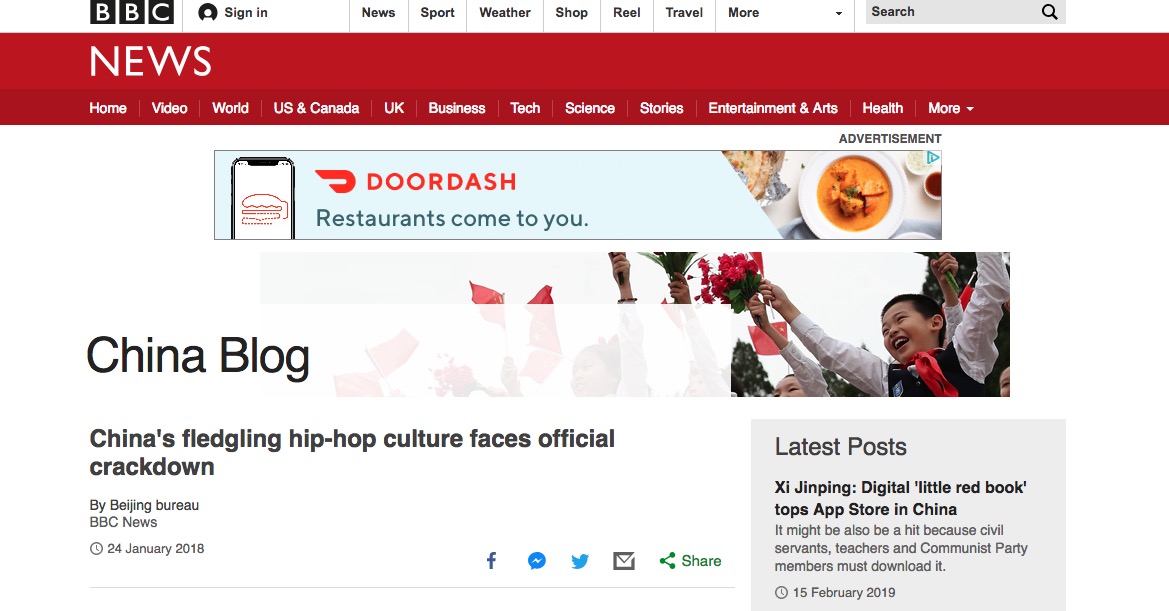 BBC
Sign in
News
Sport
Weather
Shop
Reel
Travel
More
Search
NEWS
Home
Video
World
US & Canada
UK
Business
Tech
Science
Stories
Entertainment & Arts
Health
More
ADVERTISEMENT
DOORDASH
Restaurants come to you.
China Blog
China's fledgling hip-hop culture faces official
crackdown
By Beijing bureau
BBC News
24 January 2018
Share
Latest Posts
Xi Jinping: Digital 'little red book'
tops App Store in China
It might be also be a hit because civil
servants, teachers and Communist Party
members must download it.
15 February 2019